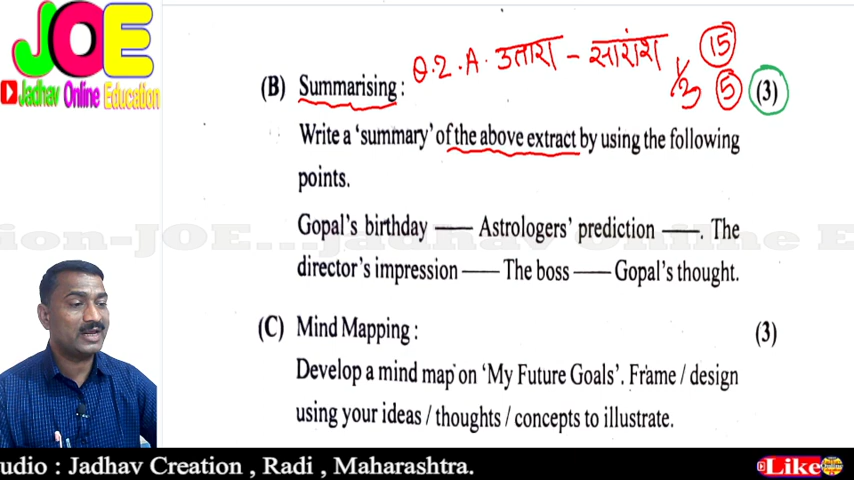 JOE
Jadhav Online Education
Q.2.A. उतारा – सारांश 15
(B) Summarising : 1/3 5 (3)
Write a 'summary' of the above extract by using the following
points.
Gopal's birthday —— Astrologers' prediction ——. The
director's impression —— The boss —— Gopal's thought.
(C) Mind Mapping : (3)
Develop a mind map on 'My Future Goals'. Frame / design
using your ideas / thoughts / concepts to illustrate.
udio : Jadhav Creation , Radi , Maharashtra.
Like